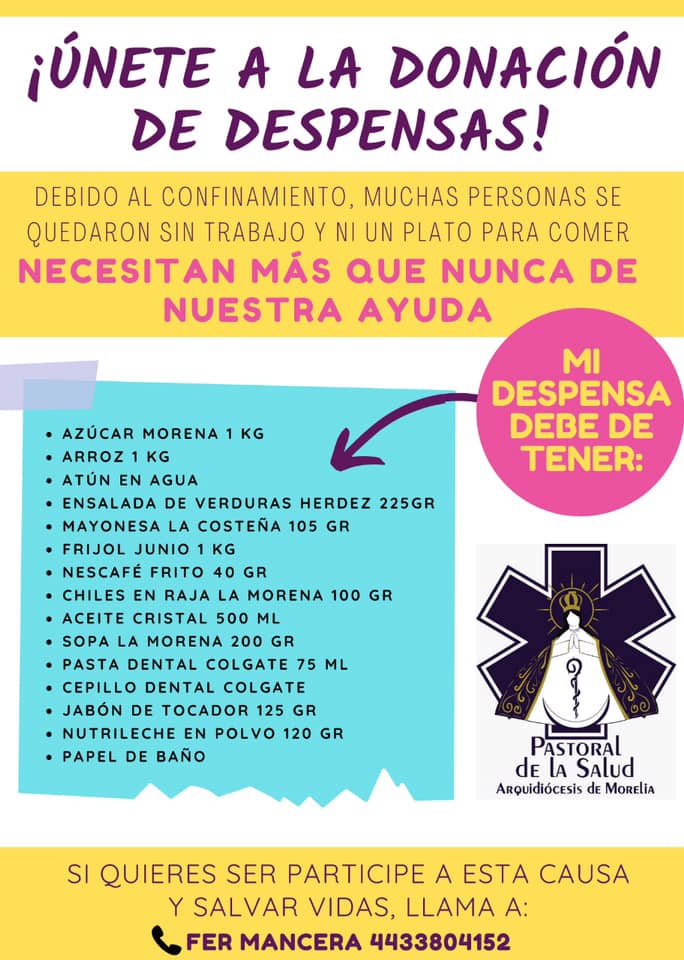 ¡ÚNETE A LA DONACIÓN
DE DESPENSAS!
DEBIDO AL CONFINAMIENTO, MUCHAS PERSONAS SE
QUEDARON SIN TRABAJO Y NI UN PLATO PARA COMER
NECESITAN MÁS QUE NUNCA DE
NUESTRA AYUDA
MI
DESPENSA
DEBE DE
TENER:
• AZÚCAR MORENA 1 KG
• ARROZ 1 KG
• ATÚN EN AGUA
• ENSALADA DE VERDURAS HERDEZ 225GR
• MAYONESA LA COSTEÑA 105 GR
• FRIJOL JUNIO 1 KG
• NESCAFÉ FRITO 40 GR
• CHILES EN RAJA LA MORENA 100 GR
• ACEITE CRISTAL 500 ML
• SOPA LA MORENA 200 GR
• PASTA DENTAL COLGATE 75 ML
• CEPILLO DENTAL COLGATE
• JABÓN DE TOCADOR 125 GR
• NUTRILECHE EN POLVO 120 GR
• PAPEL DE BAÑO
PASTORAL
DE LA SALUD
ARQUIDIÓCESIS DE MORELIA
SI QUIERES SER PARTICIPE A ESTA CAUSA
Y SALVAR VIDAS, LLAMA A:
FER MANCERA 4433804152